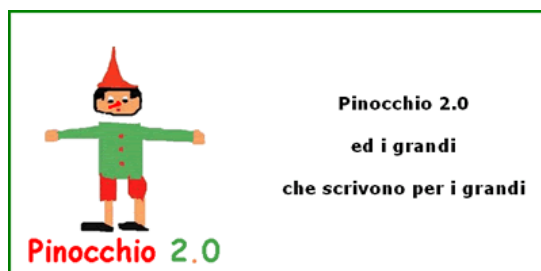 Pinocchio 2.0
Pinocchio 2.0
ed i grandi
che scrivono per i grandi